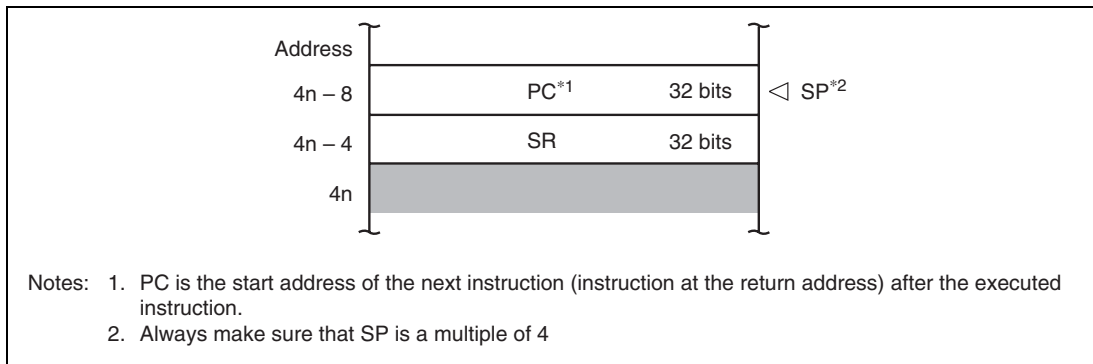 Address
4n – 8 PC*1 32 bits ◁ SP*2
4n – 4 SR 32 bits
4n
Notes: 1. PC is the start address of the next instruction (instruction at the return address) after the executed
instruction.
2. Always make sure that SP is a multiple of 4